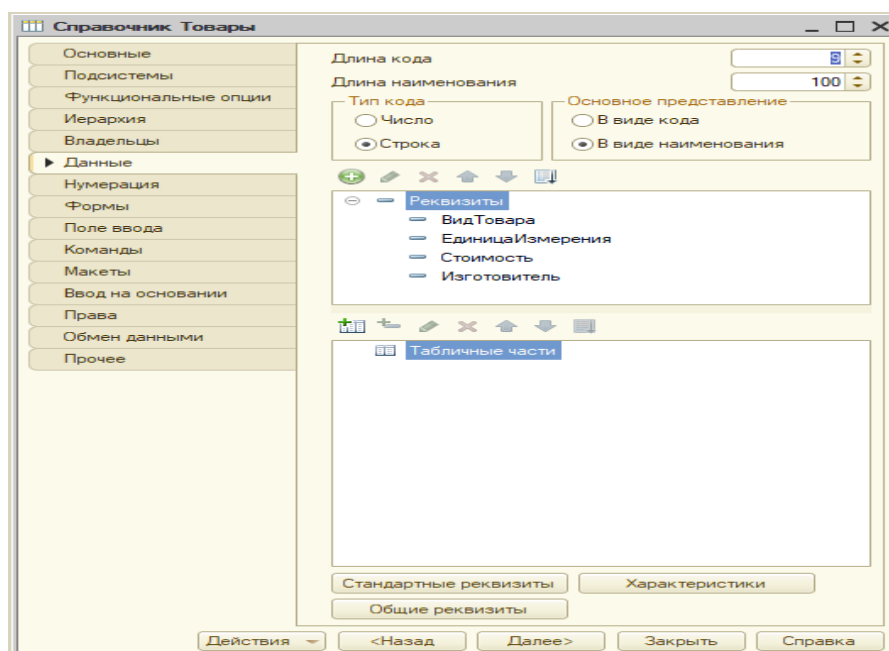 Справочник Товары
Основные
Подсистемы
Функциональные опции
Иерархия
Владельцы
Данные
Нумерация
Формы
Поле ввода
Команды
Макеты
Ввод на основании
Права
Обмен данными
Прочее
Длина кода 9
Длина наименования 100
Тип кода
Число
Строка
Основное представление
В виде кода
В виде наименования
Реквизиты
ВидТовара
ЕдиницаИзмерения
Стоимость
Изготовитель
Табличные части
Стандартные реквизиты Характеристики
Общие реквизиты
Действия <Назад Далее> Закрыть Справка